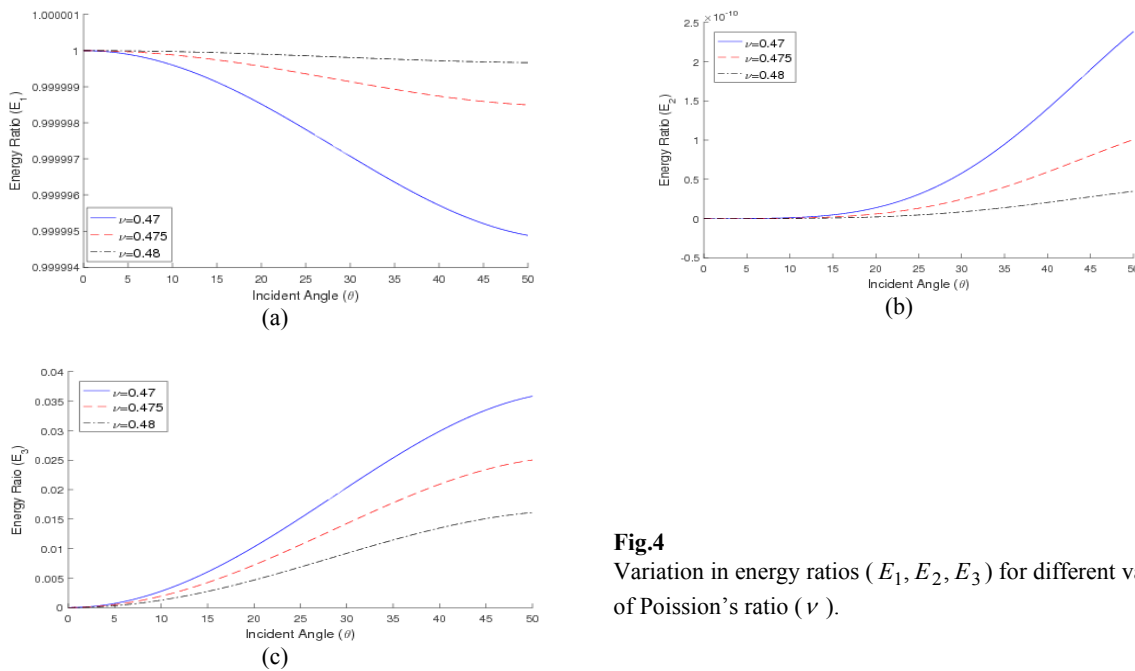 1.000001
1
0.999999
0.999998
0.999997
0.999996
0.999995
0.999994
Energy Ratio (E1)
ν=0.47
ν=0.475
ν=0.48
0 5 10 15 20 25 30 35 40 45 50
Incident Angle (θ)
(a)
×10-10
2.5
2
1.5
1
0.5
0
-0.5
Energy Ratio (E2)
ν=0.47
ν=0.475
ν=0.48
0 5 10 15 20 25 30 35 40 45 50
Incident Angle (θ)
(b)
0.04
0.035
0.03
0.025
0.02
0.015
0.01
0.005
0
Energy Raio (E3)
ν=0.47
ν=0.475
ν=0.48
0 5 10 15 20 25 30 35 40 45 50
Incident Angle (θ)
(c)
Fig.4
Variation in energy ratios ( E1, E2, E3 ) for different va
of Poission's ratio ( ν ).